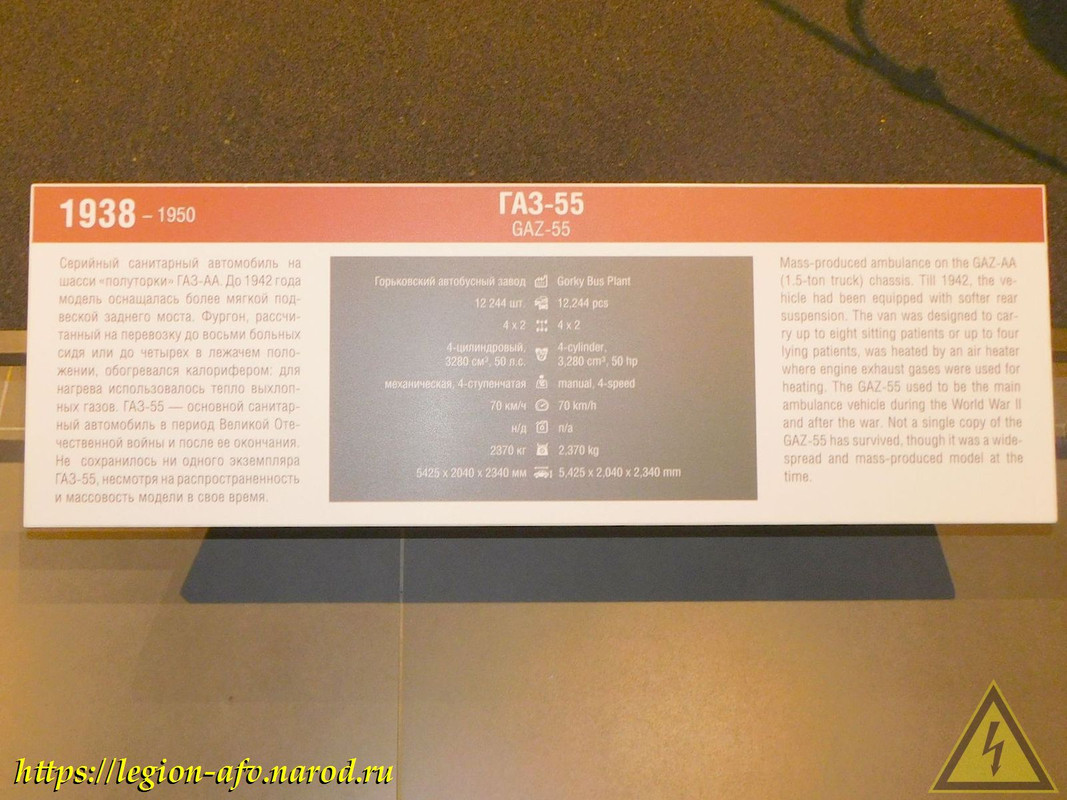 1938 – 1950
ГАЗ-55
GAZ-55
Серийный санитарный автомобиль на
шасси «полуторки» ГАЗ-АА. До 1942 года
модель оснащалась более мягкой под-
веской заднего моста. Фургон, рассчи-
танный на перевозку до восьми больных
сидя или до четырех в лежачем поло-
жении, обогревался калорифером: для
нагрева использовалось тепло выхлоп-
ных газов. ГАЗ-55 — основной санитар-
ный автомобиль в период Великой Оте-
чественной войны и после ее окончания.
Не сохранилось ни одного экземпляра
ГАЗ-55, несмотря на распространенность
и массовость модели в свое время.
Горьковский автобусный завод Gorky Bus Plant
12 244 шт. 12,244 pcs
4 x 2 4 x 2
4-цилиндровый, 4-cylinder,
3280 см³, 50 л.с. 3,280 cm³, 50 hp
механическая, 4-ступенчатая manual, 4-speed
70 км/ч 70 km/h
н/д n/a
2370 кг 2,370 kg
5425 x 2040 x 2340 мм 5,425 x 2,040 x 2,340 mm
Mass-produced ambulance on the GAZ-AA
(1.5-ton truck) chassis. Till 1942, the ve-
hicle had been equipped with softer rear
suspension. The van was designed to car-
ry up to eight sitting patients or up to four
lying patients, was heated by an air heater
where engine exhaust gases were used for
heating. The GAZ-55 used to be the main
ambulance vehicle during the World War II
and after the war. Not a single copy of the
GAZ-55 has survived, though it was a wide-
spread and mass-produced model at the
time.
https://legion-afv.narod.ru